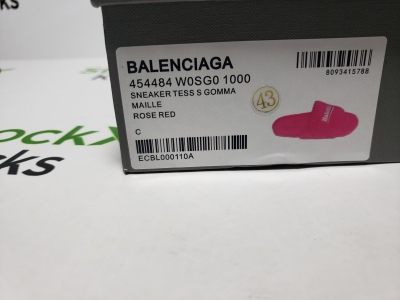 BALENCIAGA
454484 W0SG0 1000
SNEAKER TESS S GOMMA
MAILLE
ROSE RED
C
ECBL000110A
43
8093415788